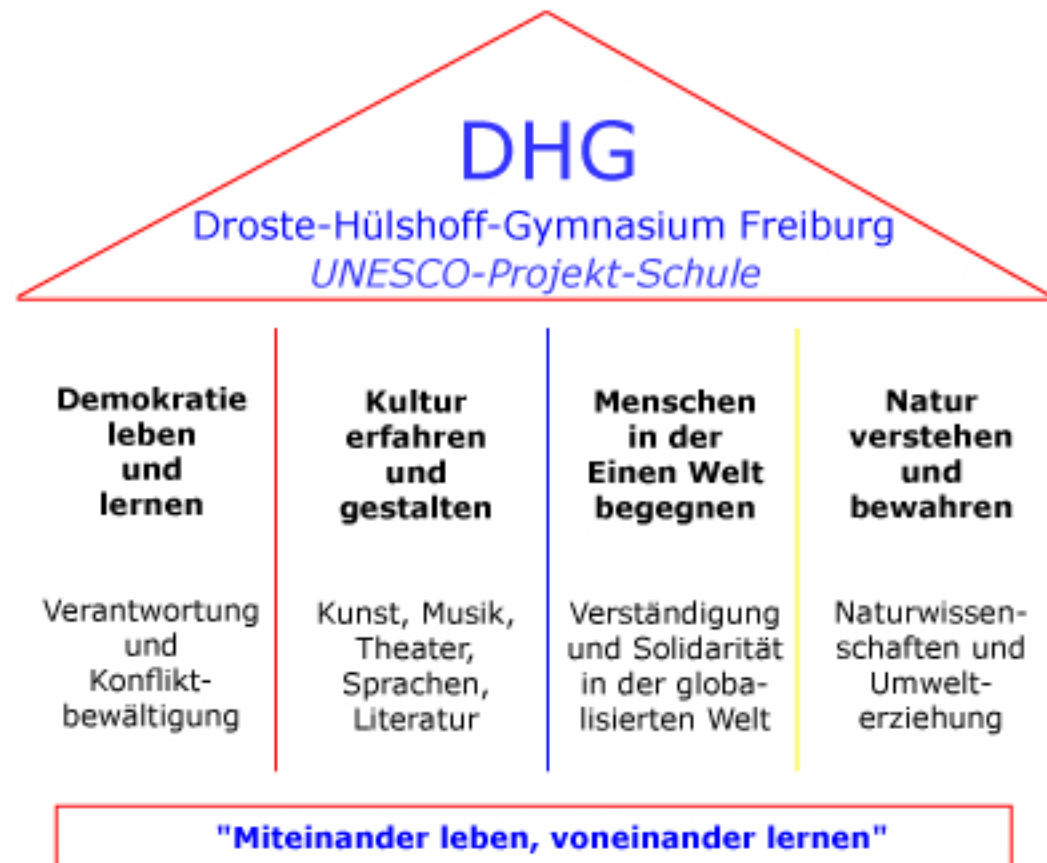 DHG
Droste-Hülshoff-Gymnasium Freiburg
UNESCO-Projekt-Schule
Demokratie
leben
und
lernen
Verantwortung
und
Konflikt-
bewältigung
Kultur
erfahren
und
gestalten
Kunst, Musik,
Theater,
Sprachen,
Literatur
Menschen
in der
Einen Welt
begegnen
Verständigung
und Solidarität
in der globa-
lisierten Welt
Natur
verstehen
und
bewahren
Naturwissen-
schaften und
Umwelt-
erziehung
"Miteinander leben, voneinander lernen"